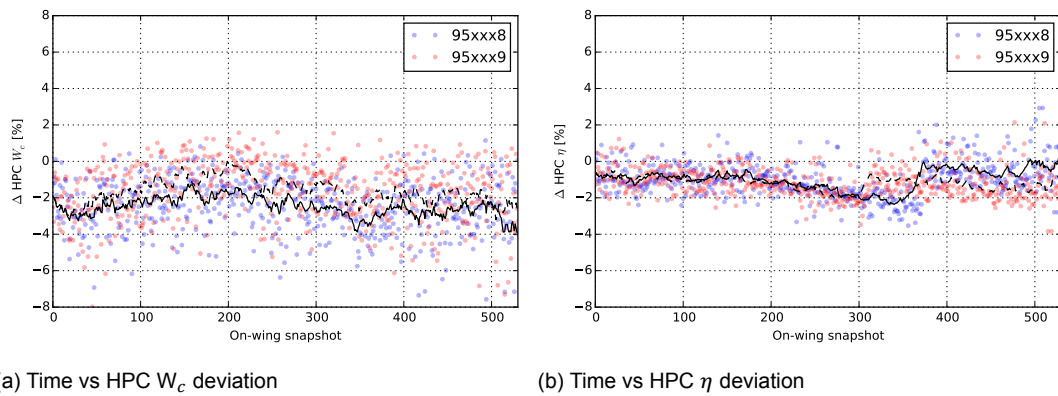 8
6
4
2
0
−2
−4
−6
−8
Δ HPC W_c [%]
95xxx8
95xxx9
0 100 200 300 400 500
On-wing snapshot
8
6
4
2
0
−2
−4
−6
−8
Δ HPC η [%]
95xxx8
95xxx9
0 100 200 300 400 500
On-wing snapshot
a) Time vs HPC W_c deviation
(b) Time vs HPC η deviation